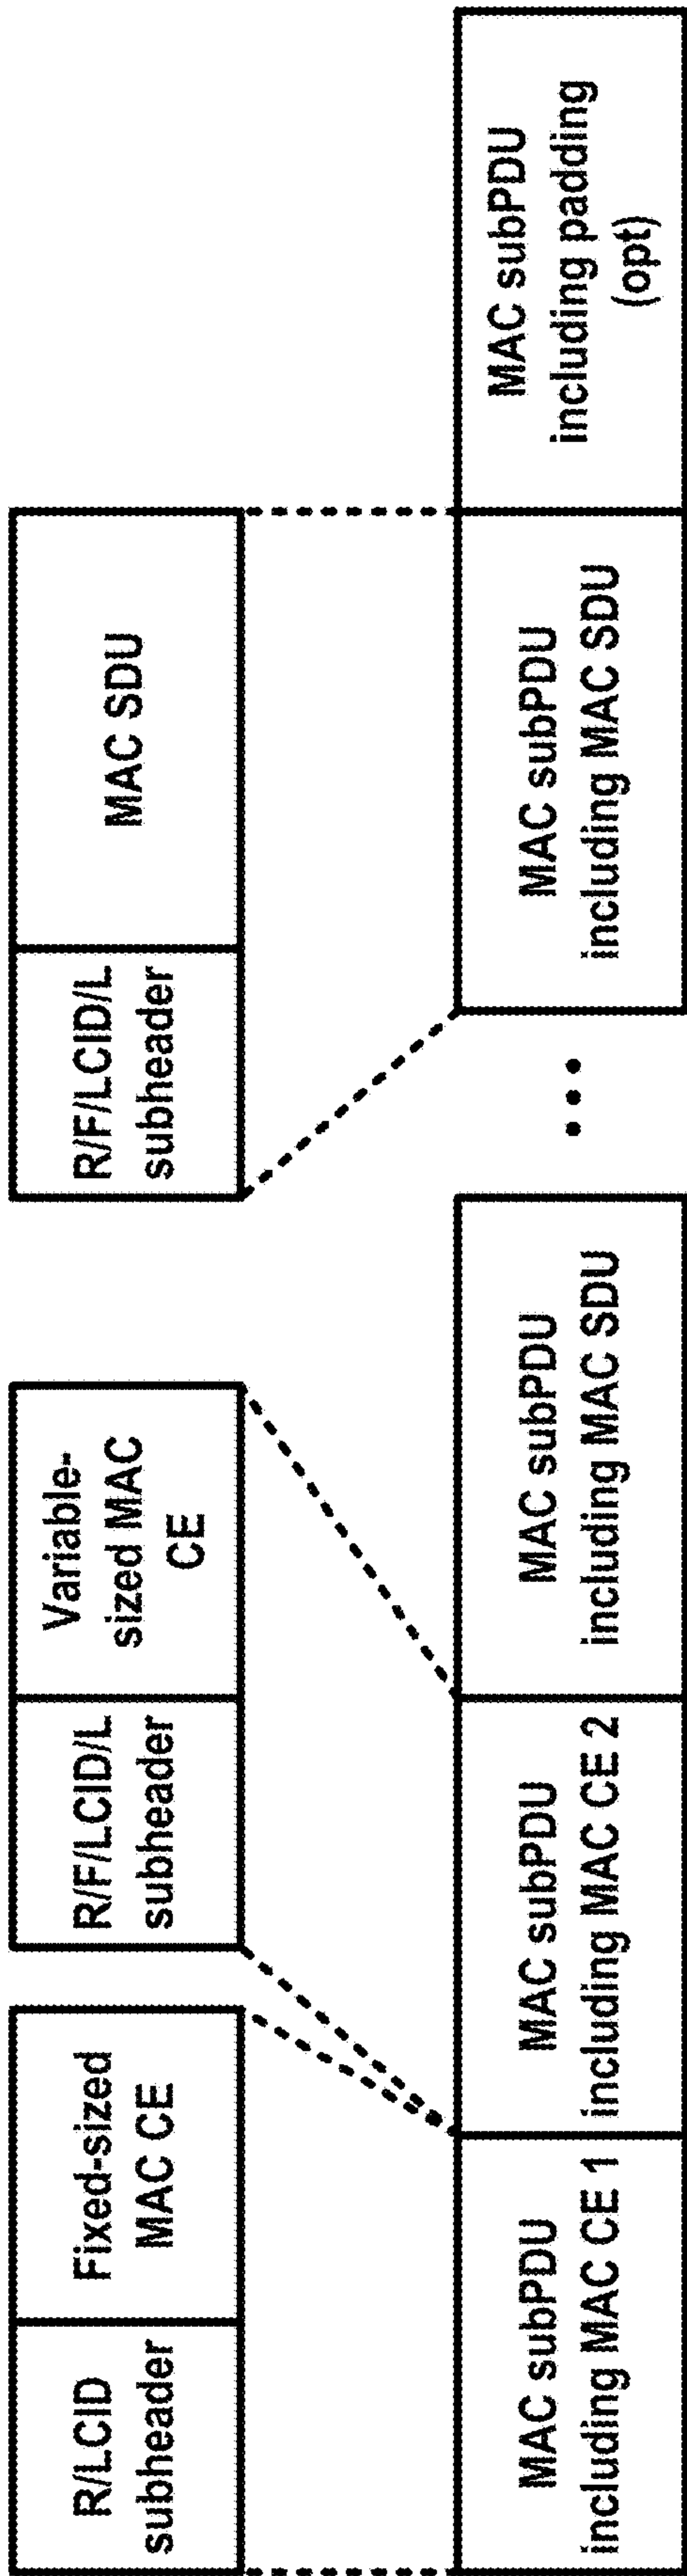 R/LCID
subheader
Fixed-sized
MAC CE
R/F/LCID/L
subheader
Variable-
sized MAC
CE
R/F/LCID/L
subheader
MAC SDU
MAC subPDU
including MAC CE 1
MAC subPDU
including MAC CE 2
MAC subPDU
including MAC SDU
...
MAC subPDU
including MAC SDU
MAC subPDU
including padding
(opt)